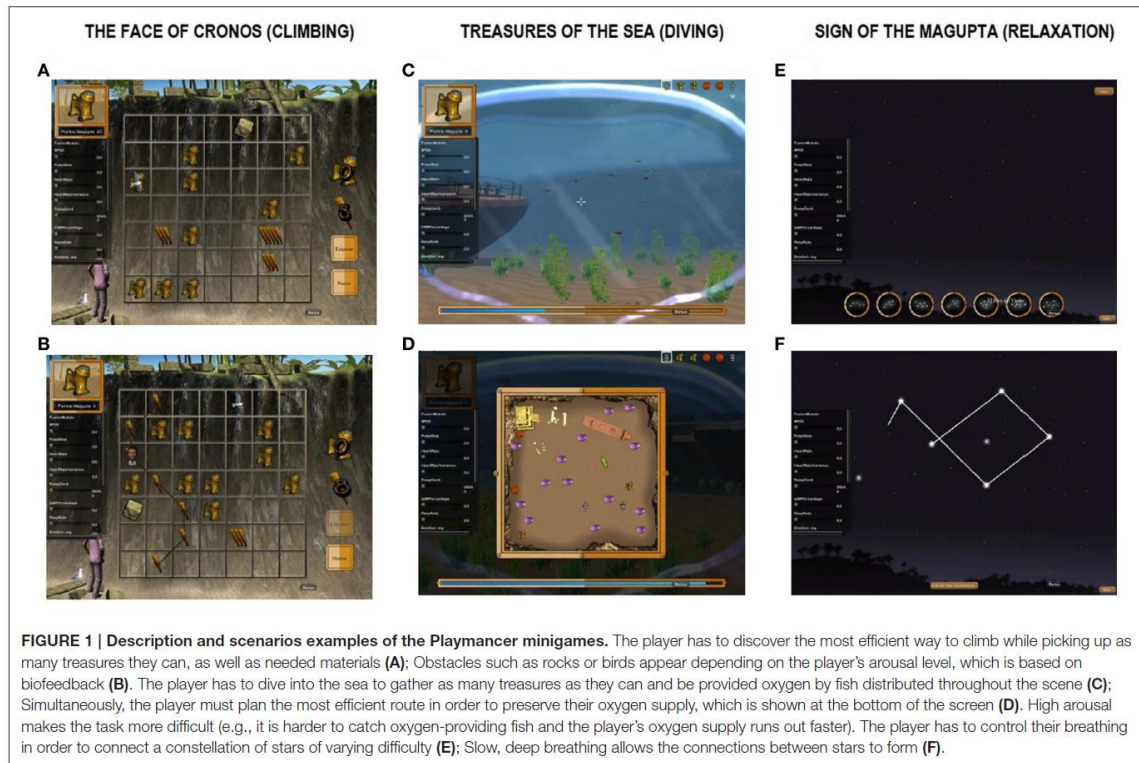 THE FACE OF CRONOS (CLIMBING)
TREASURES OF THE SEA (DIVING)
SIGN OF THE MAGUPTA (RELAXATION)
A
C
E
B
D
F
FIGURE 1 | Description and scenarios examples of the Playmancer minigames. The player has to discover the most efficient way to climb while picking up as
many treasures they can, as well as needed materials (A); Obstacles such as rocks or birds appear depending on the player's arousal level, which is based on
biofeedback (B). The player has to dive into the sea to gather as many treasures as they can and be provided oxygen by fish distributed throughout the scene (C);
Simultaneously, the player must plan the most efficient route in order to preserve their oxygen supply, which is shown at the bottom of the screen (D). High arousal
makes the task more difficult (e.g., it is harder to catch oxygen-providing fish and the player's oxygen supply runs out faster). The player has to control their breathing
in order to connect a constellation of stars of varying difficulty (E); Slow, deep breathing allows the connections between stars to form (F).